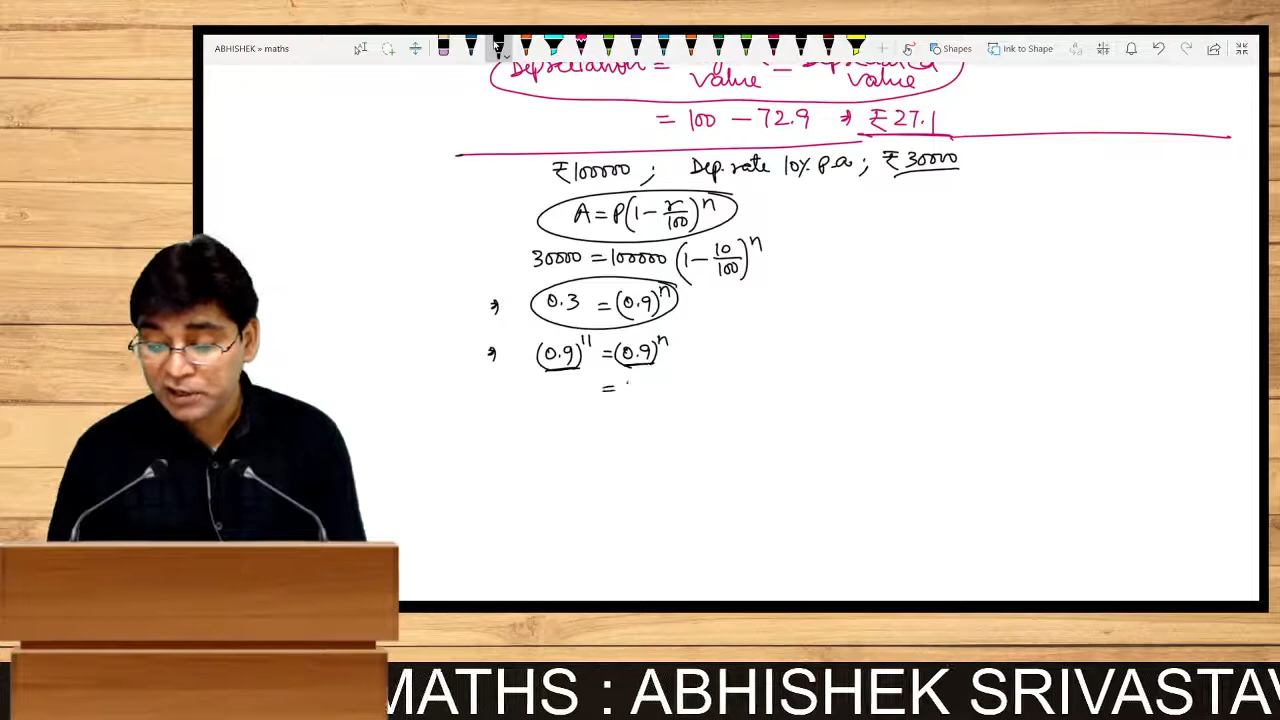 ABHISHEK » maths
Shapes
Ink to Shape
Depreciation = value – value
= 100 – 72.9 ⇒ ₹27.1
₹100000 ; Dep. rate 10% p.a ; ₹30000
A = P(1 – r/100)^n
30000 = 100000 (1 – 10/100)^n
⇒ 0.3 = (0.9)^n
⇒ (0.9)^11 = (0.9)^n
=
MATHS : ABHISHEK SRIVASTAV